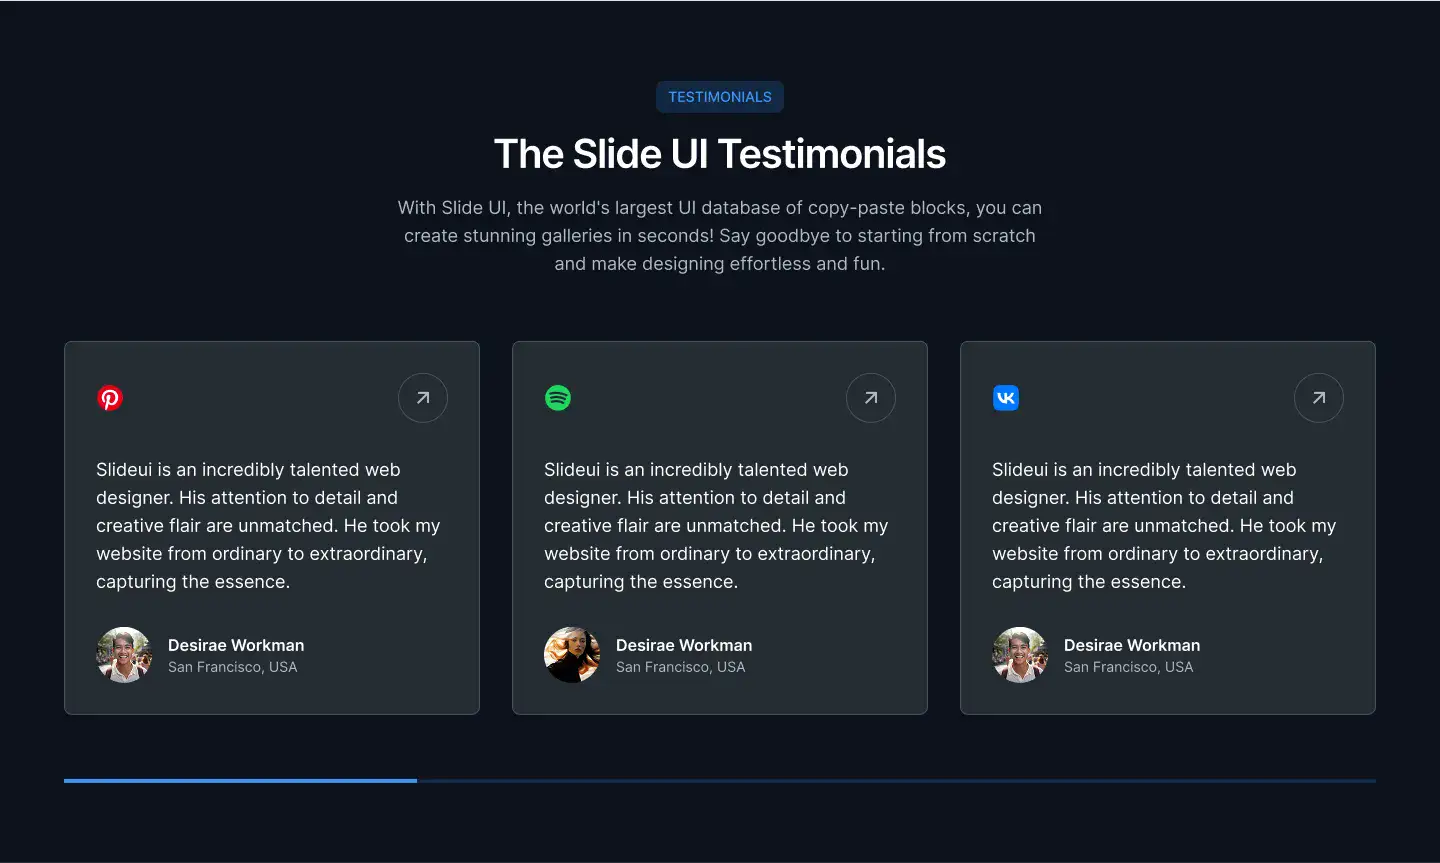 TESTIMONIALS
The Slide UI Testimonials
With Slide UI, the world's largest UI database of copy-paste blocks, you can
create stunning galleries in seconds! Say goodbye to starting from scratch
and make designing effortless and fun.
Slideui is an incredibly talented web
designer. His attention to detail and
creative flair are unmatched. He took my
website from ordinary to extraordinary,
capturing the essence.
Desirae Workman
San Francisco, USA
Slideui is an incredibly talented web
designer. His attention to detail and
creative flair are unmatched. He took my
website from ordinary to extraordinary,
capturing the essence.
Desirae Workman
San Francisco, USA
VK
Slideui is an incredibly talented web
designer. His attention to detail and
creative flair are unmatched. He took my
website from ordinary to extraordinary,
capturing the essence.
Desirae Workman
San Francisco, USA